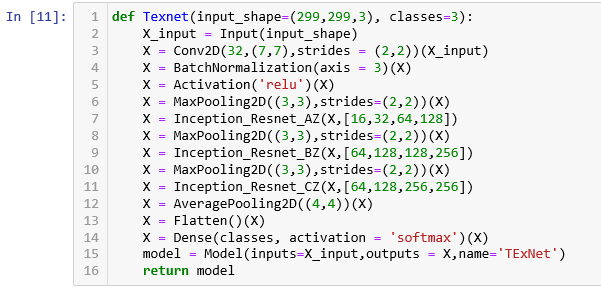 In [11]:
1 def Texnet(input_shape=(299,299,3), classes=3):
2     X_input = Input(input_shape)
3     X = Conv2D(32,(7,7),strides = (2,2))(X_input)
4     X = BatchNormalization(axis = 3)(X)
5     X = Activation('relu')(X)
6     X = MaxPooling2D((3,3),strides=(2,2))(X)
7     X = Inception_Resnet_AZ(X,[16,32,64,128])
8     X = MaxPooling2D((3,3),strides=(2,2))(X)
9     X = Inception_Resnet_BZ(X,[64,128,128,256])
10     X = MaxPooling2D((3,3),strides=(2,2))(X)
11     X = Inception_Resnet_CZ(X,[64,128,256,256])
12     X = AveragePooling2D((4,4))(X)
13     X = Flatten()(X)
14     X = Dense(classes, activation = 'softmax')(X)
15     model = Model(inputs=X_input,outputs = X,name='TExNet')
16     return model